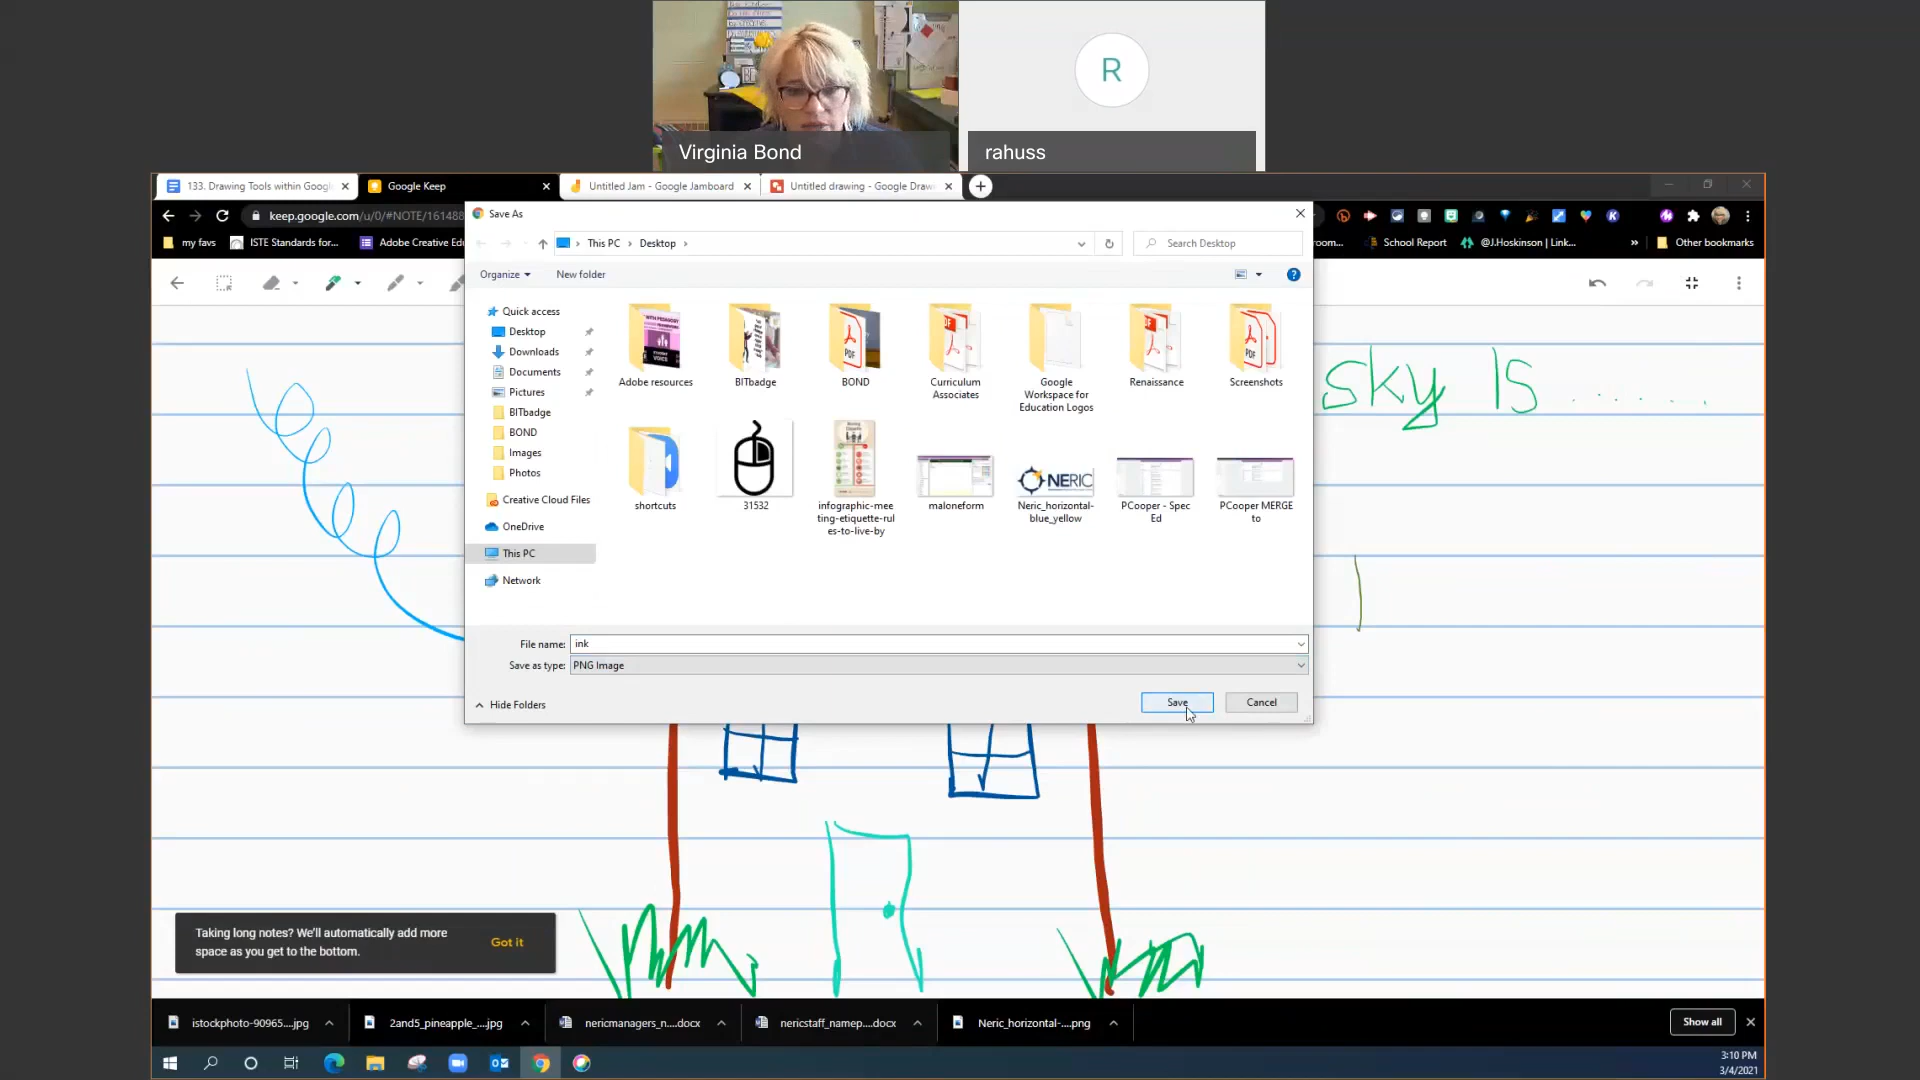 Virginia Bond
R
rahuss
133. Drawing Tools within Googl
Google Keep
Untitled Jam - Google Jamboard
Untitled drawing - Google Draw
keep.google.com/u/0/#NOTE/161488
my favs
ISTE Standards for...
Adobe Creative Edu
room...
School Report
@J.Hoskinson | Link...
»
Other bookmarks
Save As
This PC > Desktop >
Search Desktop
Organize
New folder
Quick access
Desktop
Downloads
Documents
Pictures
BITbadge
BOND
Images
Photos
Creative Cloud Files
OneDrive
This PC
Network
Adobe resources
BITbadge
BOND
Curriculum
Associates
Google
Workspace for
Education Logos
Renaissance
Screenshots
shortcuts
31532
infographic-mee
ting-etiquette-rul
es-to-live-by
maloneform
NERIC
Neric_horizontal-
blue_yellow
PCooper - Spec
Ed
PCooper MERGE
to
File name: ink
Save as type: PNG Image
Hide Folders
Save
Cancel
sky Is ......
Taking long notes? We'll automatically add more
space as you get to the bottom.
Got it
istockphoto-90965....jpg
2and5_pineapple_....jpg
nericmanagers_n....docx
nericstaff_namep....docx
Neric_horizontal-....png
Show all
3:10 PM
3/4/2021